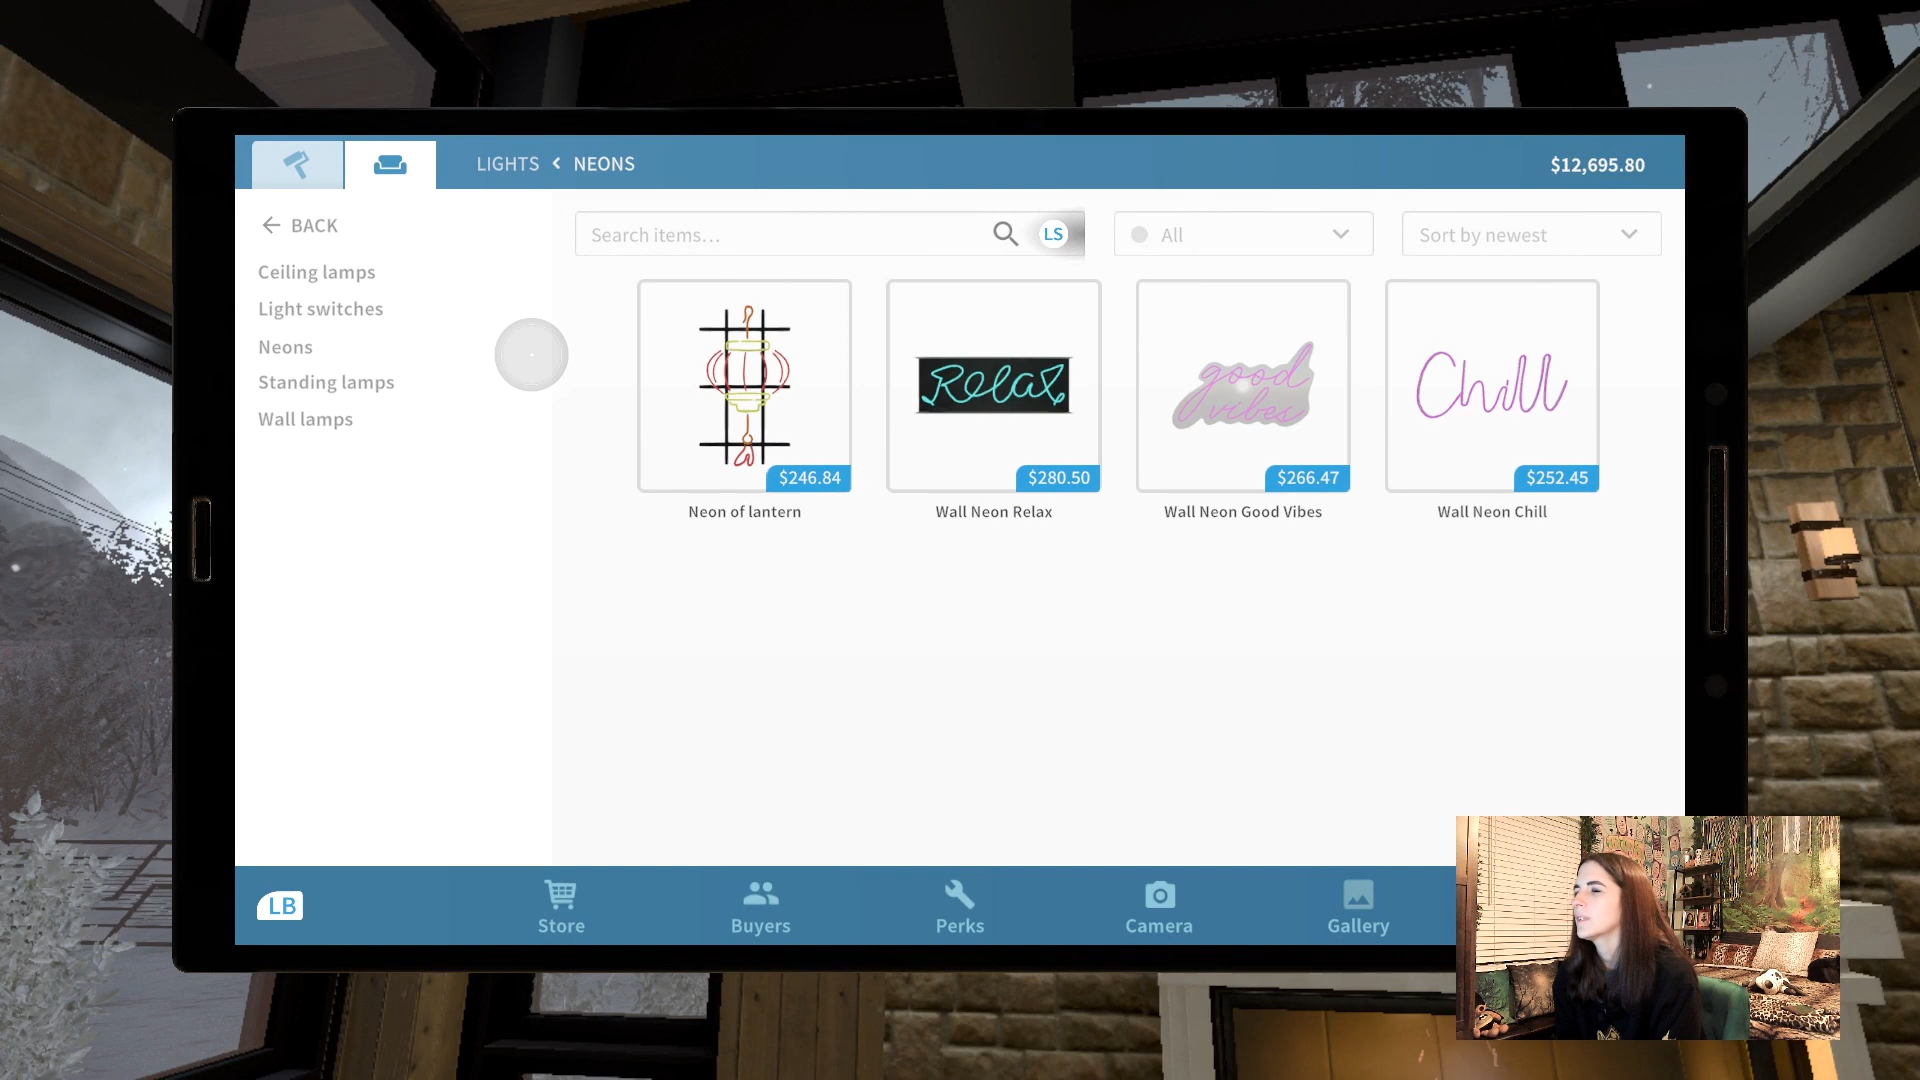 LIGHTS < NEONS
$12,695.80
BACK
Search items...
LS
All
Sort by newest
Ceiling lamps
Light switches
Neons
Standing lamps
Wall lamps
Relax
good
vibes
Chill
$246.84
$280.50
$266.47
$252.45
Neon of lantern
Wall Neon Relax
Wall Neon Good Vibes
Wall Neon Chill
LB
Store
Buyers
Perks
Camera
Gallery